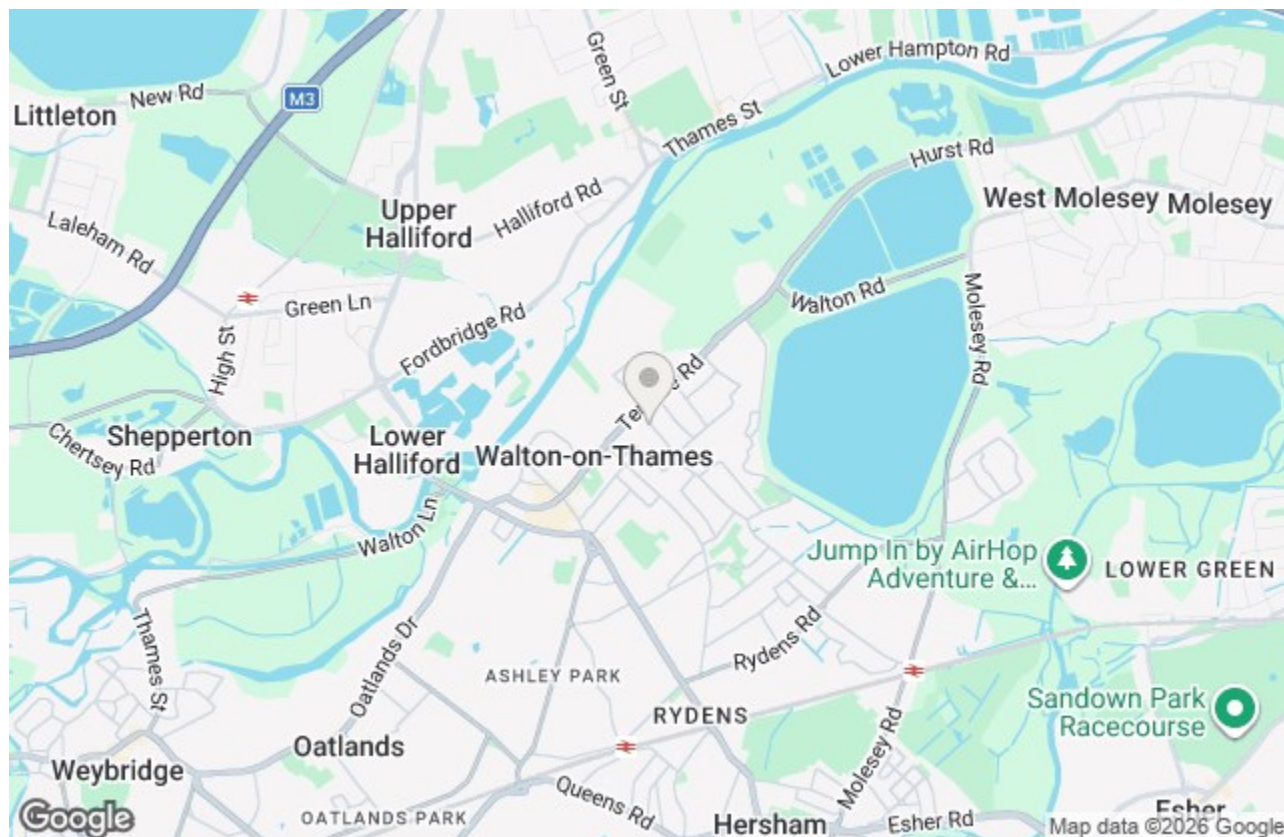 Lower Hampton Rd
Green St
M3
New Rd
Littleton
Thames St
Hurst Rd
West Molesey
Molesey
Upper
Halliford
Halliford Rd
Laleham Rd
Green Ln
Walton Rd
Molesey Rd
Fordbridge Rd
High St
Shepperton
Chertsey Rd
Lower
Halliford
Walton-on-Thames
Walton Ln
Jump In by AirHop
Adventure &...
LOWER GREEN
Thames St
Oatlands Dr
Rydens Rd
ASHLEY PARK
RYDENS
Sandown Park
Racecourse
Oatlands
Weybridge
Molesey Rd
Queens Rd
OATLANDS PARK
Hersham
Esher Rd
Esher
Google
Map data ©2026 Google